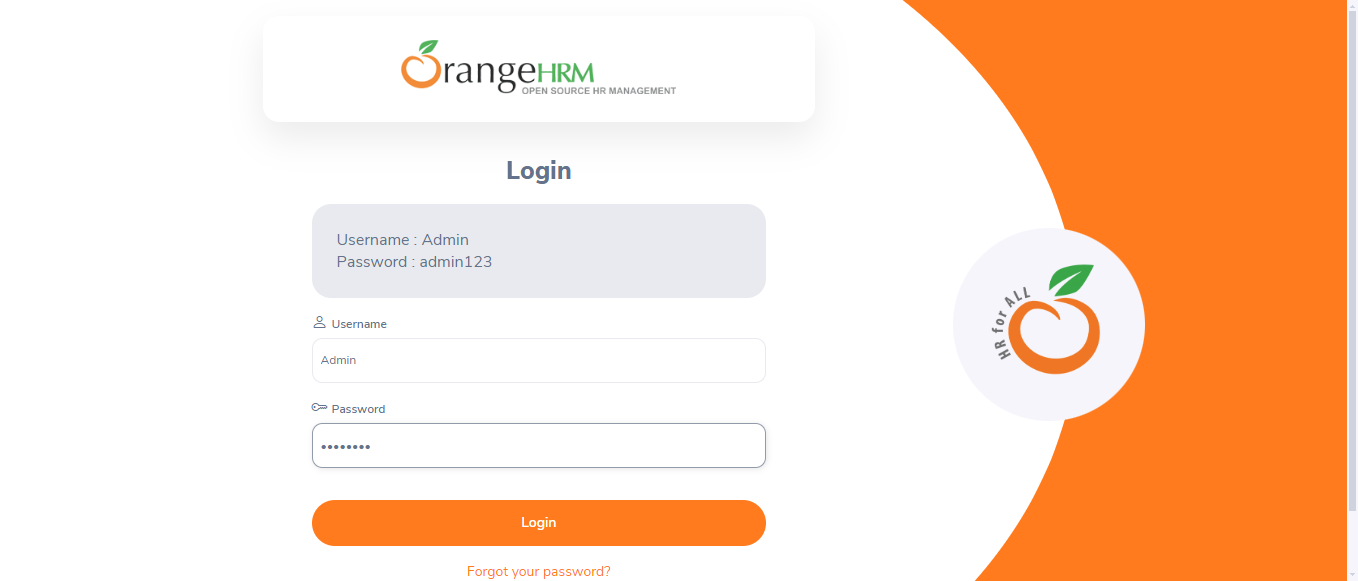 OrangeHRM
OPEN SOURCE HR MANAGEMENT
Login
Username : Admin
Password : admin123
Username
Admin
Password
••••••••
Login
Forgot your password?
HR for ALL